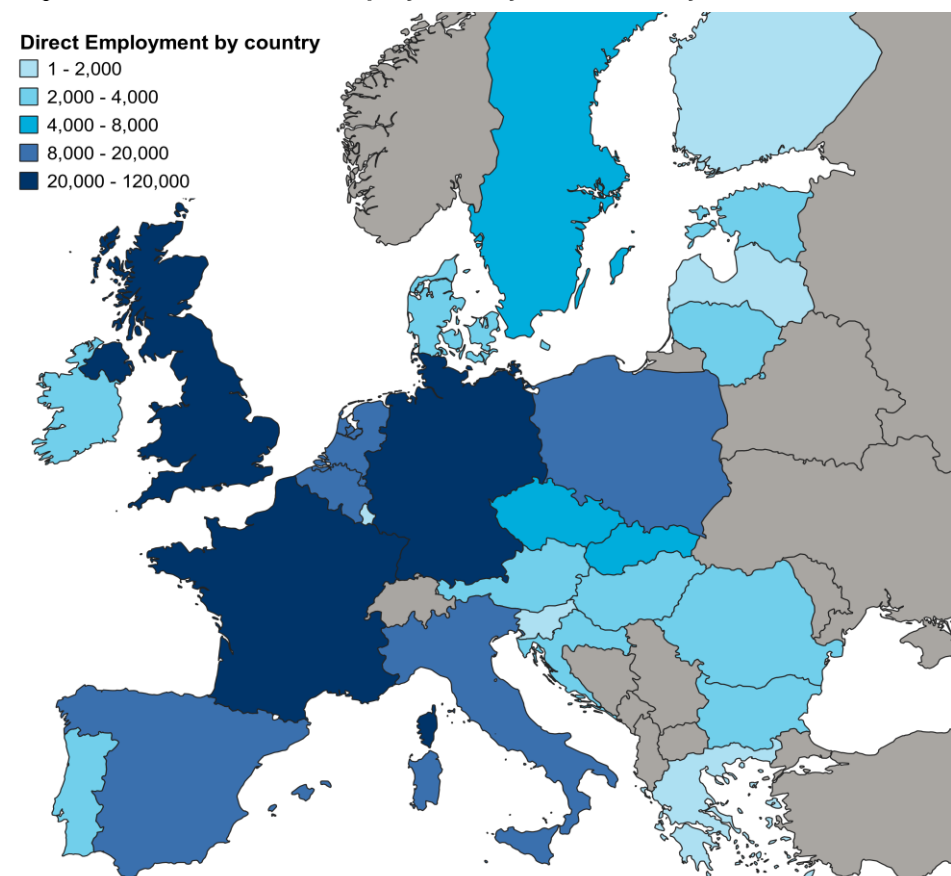 Direct Employment by country
1 - 2,000
2,000 - 4,000
4,000 - 8,000
8,000 - 20,000
20,000 - 120,000